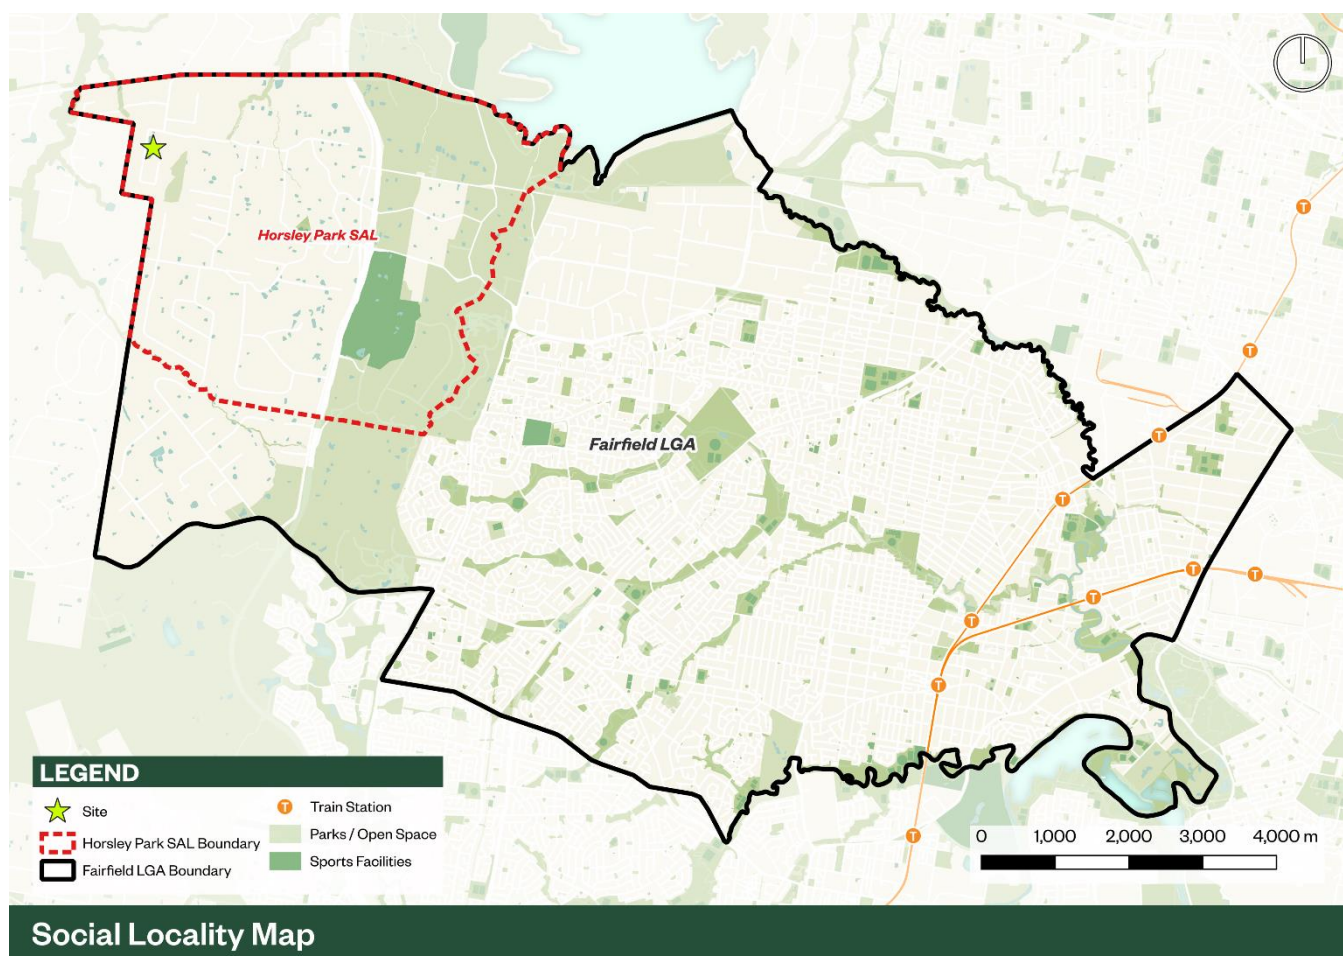 Horsley Park SAL
Fairfield LGA
T
T
T
T
T
T
T
T
T
T
LEGEND
Site
Horsley Park SAL Boundary
Fairfield LGA Boundary
T Train Station
Parks / Open Space
Sports Facilities
0 1,000 2,000 3,000 4,000 m
Social Locality Map